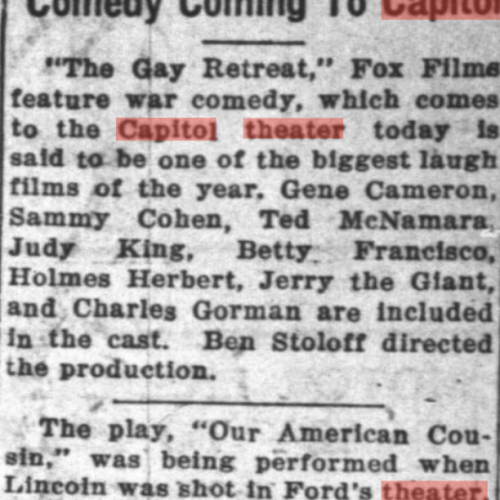 Comedy Coming To Capitol
"The Gay Retreat," Fox Films
feature war comedy, which comes
to the Capitol theater today is
said to be one of the biggest laugh
films of the year. Gene Cameron,
Sammy Cohen, Ted McNamara,
Judy King, Betty Francisco,
Holmes Herbert, Jerry the Giant,
and Charles Gorman are included
in the cast. Ben Stoloff directed
the production.
The play, "Our American Cou-
sin," was being performed when
Lincoln was shot in Ford's theater.